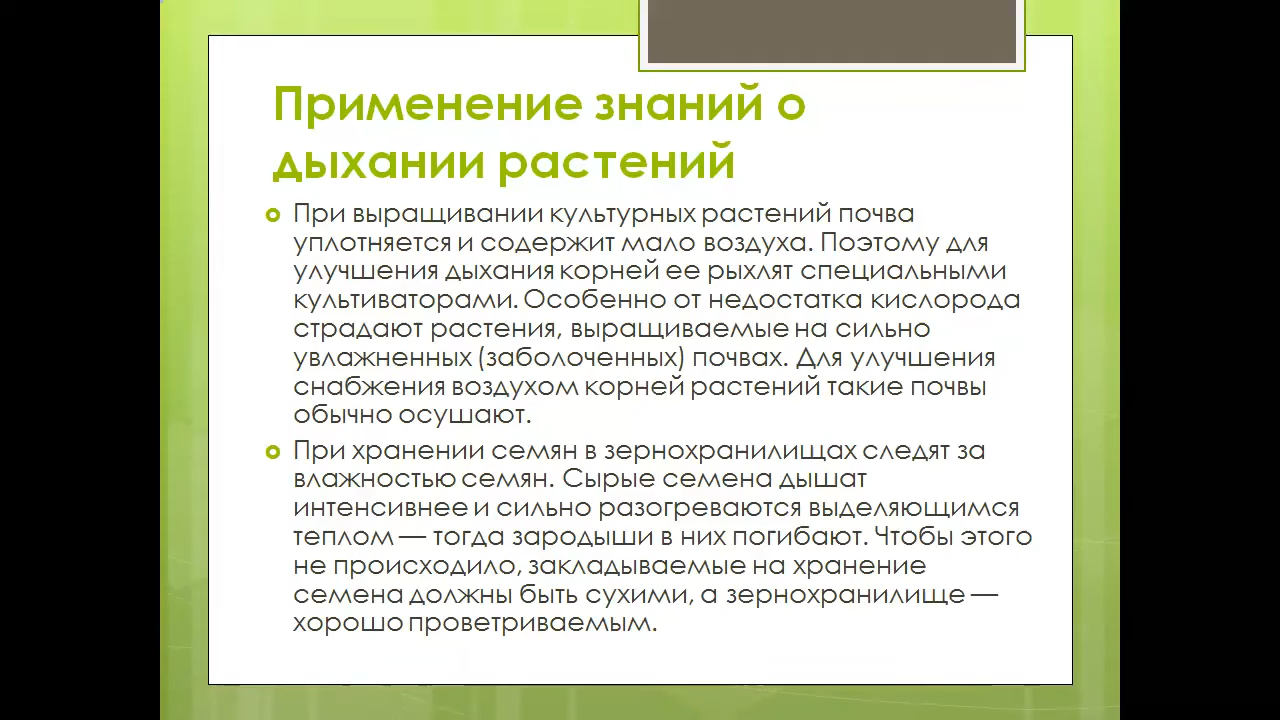 Применение знаний о
дыхании растений
При выращивании культурных растений почва
уплотняется и содержит мало воздуха. Поэтому для
улучшения дыхания корней ее рыхлят специальными
культиваторами. Особенно от недостатка кислорода
страдают растения, выращиваемые на сильно
увлажненных (заболоченных) почвах. Для улучшения
снабжения воздухом корней растений такие почвы
обычно осушают.
При хранении семян в зернохранилищах следят за
влажностью семян. Сырые семена дышат
интенсивнее и сильно разогреваются выделяющимся
теплом — тогда зародыши в них погибают. Чтобы этого
не происходило, закладываемые на хранение
семена должны быть сухими, а зернохранилище —
хорошо проветриваемым.